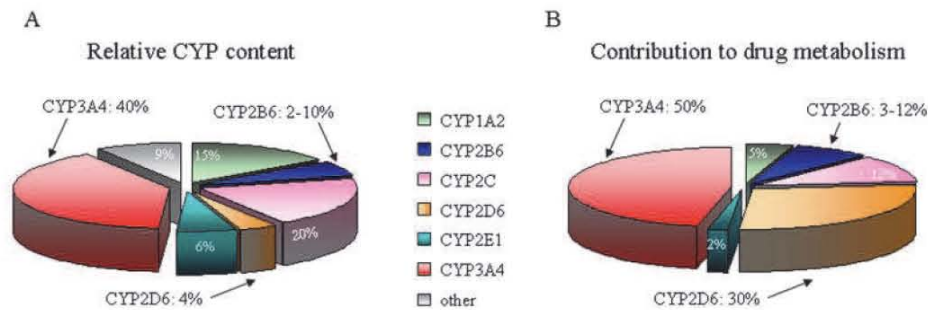 A
Relative CYP content
CYP3A4: 40%
CYP2B6: 2-10%
9%
15%
20%
6%
CYP2D6: 4%
CYP1A2
CYP2B6
CYP2C
CYP2D6
CYP2E1
CYP3A4
other
B
Contribution to drug metabolism
CYP3A4: 50%
CYP2B6: 3-12%
5%
2%
CYP2D6: 30%